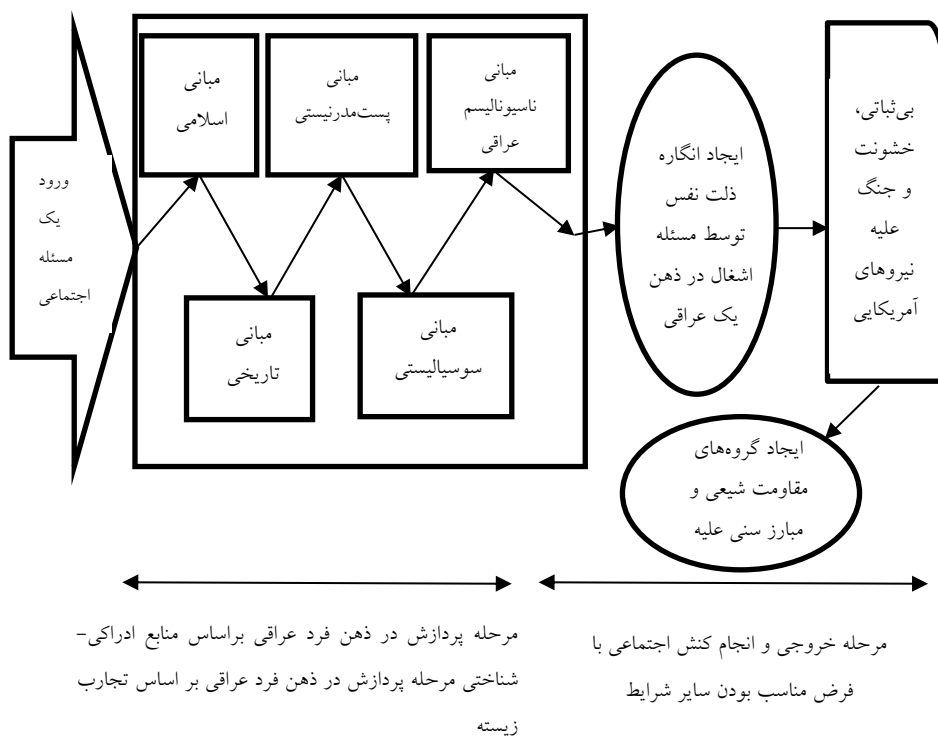 ورود
یک
مسئله
اجتماعی
مبانی
اسلامی
مبانی
تاریخی
مبانی
پست‌مدرنیستی
مبانی
سوسیالیستی
مبانی
ناسیونالیسم
عراقی
ایجاد انگاره
ذلت نفس
توسط مسئله
اشغال در ذهن
یک عراقی
بی‌ثباتی،
خشونت
و جنگ
علیه
نیروهای
آمریکایی
ایجاد گروه‌های
مقاومت شیعی و
مبارز سنی علیه
مرحله پردازش در ذهن فرد عراقی براساس منابع ادراکی-
شناختی مرحله پردازش در ذهن فرد عراقی بر اساس تجارب
زیسته
مرحله خروجی و انجام کنش اجتماعی با
فرض مناسب بودن سایر شرایط